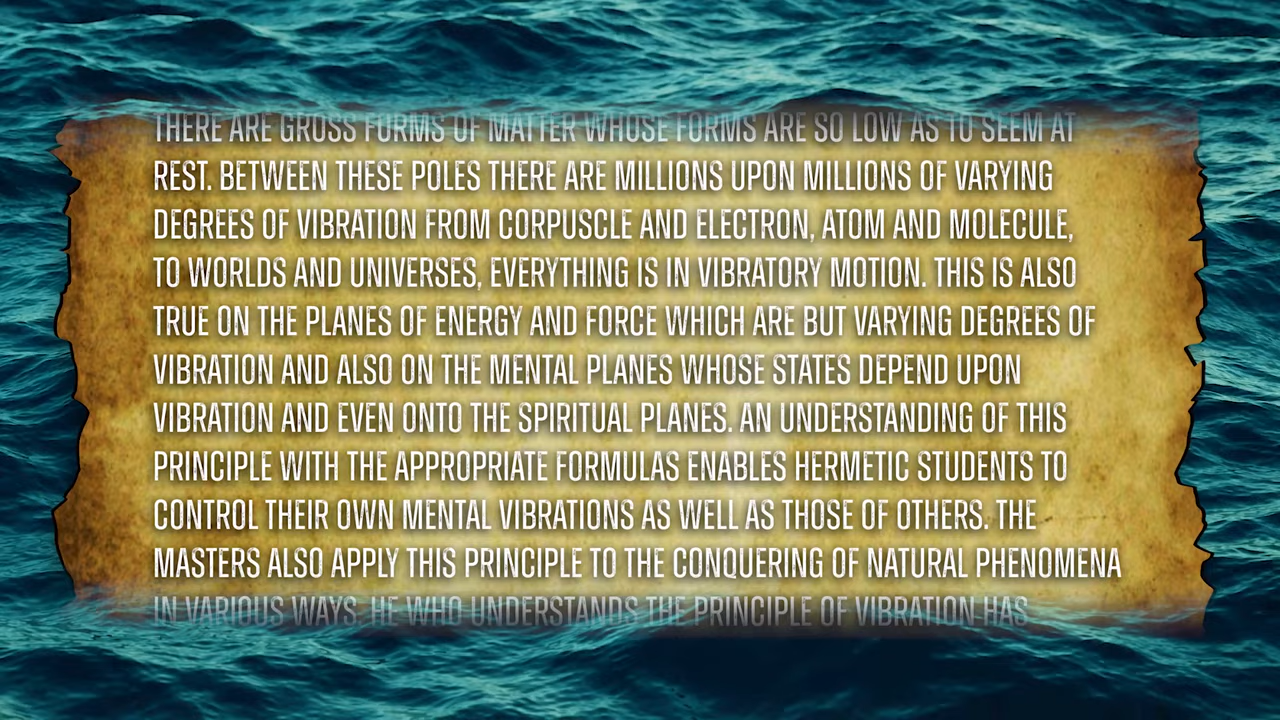 THERE ARE GROSS FORMS OF MATTER WHOSE FORMS ARE SO LOW AS TO SEEM AT
REST. BETWEEN THESE POLES THERE ARE MILLIONS UPON MILLIONS OF VARYING
DEGREES OF VIBRATION FROM CORPUSCLE AND ELECTRON, ATOM AND MOLECULE,
TO WORLDS AND UNIVERSES, EVERYTHING IS IN VIBRATORY MOTION. THIS IS ALSO
TRUE ON THE PLANES OF ENERGY AND FORCE WHICH ARE BUT VARYING DEGREES OF
VIBRATION AND ALSO ON THE MENTAL PLANES WHOSE STATES DEPEND UPON
VIBRATION AND EVEN ONTO THE SPIRITUAL PLANES. AN UNDERSTANDING OF THIS
PRINCIPLE WITH THE APPROPRIATE FORMULAS ENABLES HERMETIC STUDENTS TO
CONTROL THEIR OWN MENTAL VIBRATIONS AS WELL AS THOSE OF OTHERS. THE
MASTERS ALSO APPLY THIS PRINCIPLE TO THE CONQUERING OF NATURAL PHENOMENA
IN VARIOUS WAYS. HE WHO UNDERSTANDS THE PRINCIPLE OF VIBRATION HAS